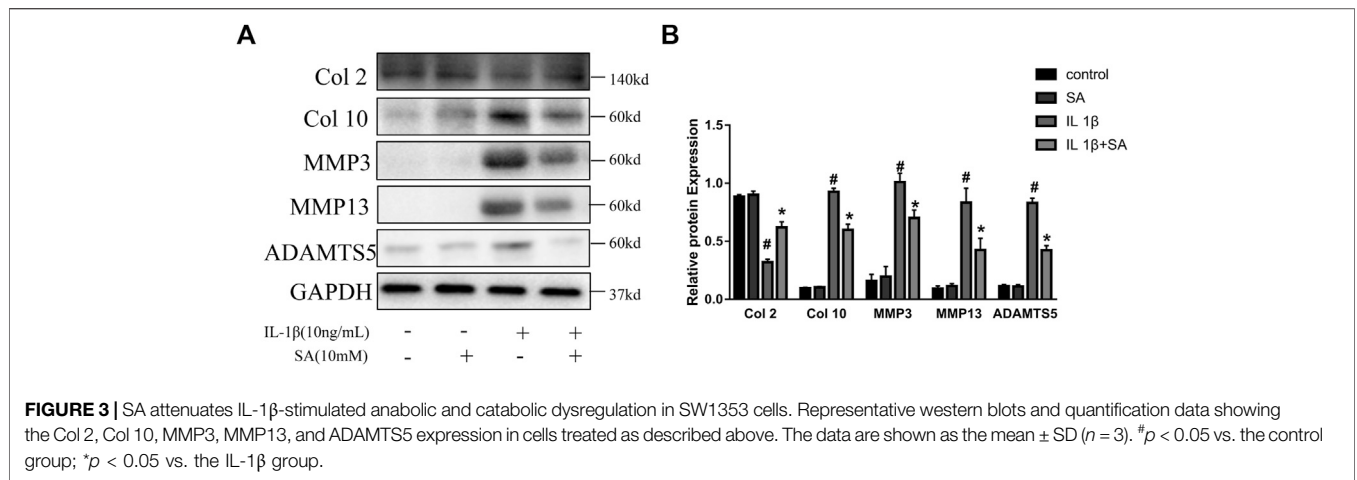 A
Col 2
140kd
Col 10
60kd
MMP3
60kd
MMP13
60kd
ADAMTS5
60kd
GAPDH
37kd
IL-1β(10ng/mL) - - + +
SA(10mM) - + - +
B
control
SA
IL 1β
IL 1β+SA
Relative protein Expression
1.5
1.0
0.5
0.0
# * # * # * # * # *
Col 2 Col 10 MMP3 MMP13 ADAMTS5
FIGURE 3 | SA attenuates IL-1β-stimulated anabolic and catabolic dysregulation in SW1353 cells. Representative western blots and quantification data showing
the Col 2, Col 10, MMP3, MMP13, and ADAMTS5 expression in cells treated as described above. The data are shown as the mean ± SD (n = 3). #p < 0.05 vs. the control
group; *p < 0.05 vs. the IL-1β group.